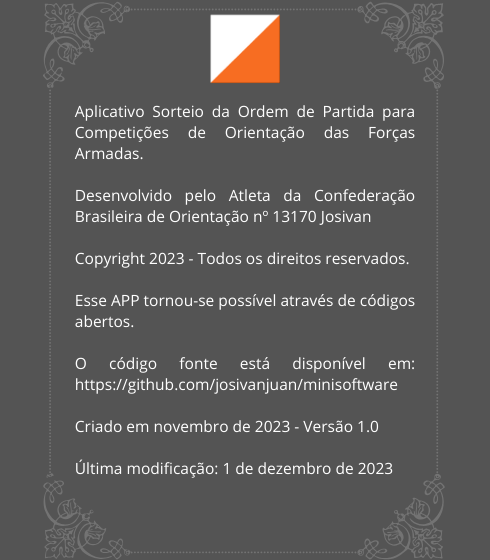 Aplicativo Sorteio da Ordem de Partida para
Competições de Orientação das Forças
Armadas.
Desenvolvido pelo Atleta da Confederação
Brasileira de Orientação nº 13170 Josivan
Copyright 2023 - Todos os direitos reservados.
Esse APP tornou-se possível através de códigos
abertos.
O código fonte está disponível em:
https://github.com/josivanjuan/minisoftware
Criado em novembro de 2023 - Versão 1.0
Última modificação: 1 de dezembro de 2023